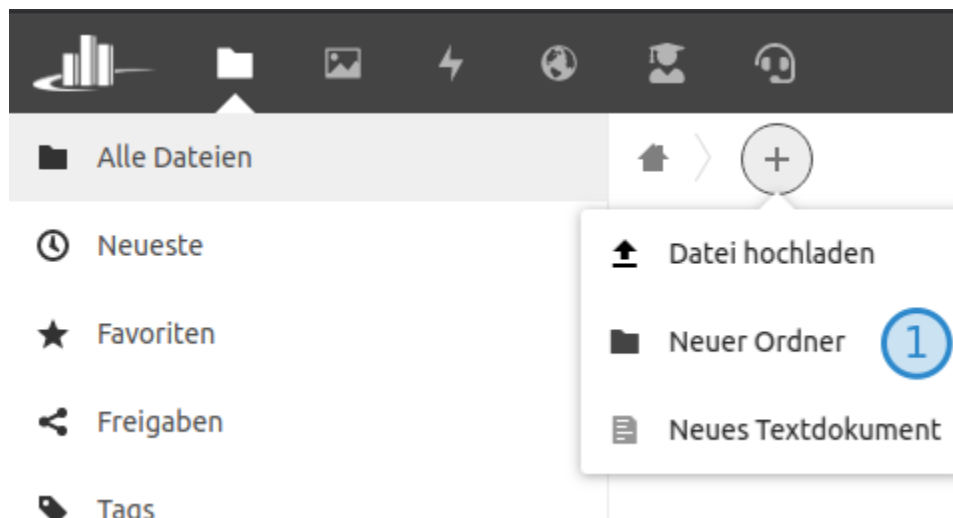 Alle Dateien
Neueste
Favoriten
Freigaben
Tags
Datei hochladen
Neuer Ordner 1
Neues Textdokument